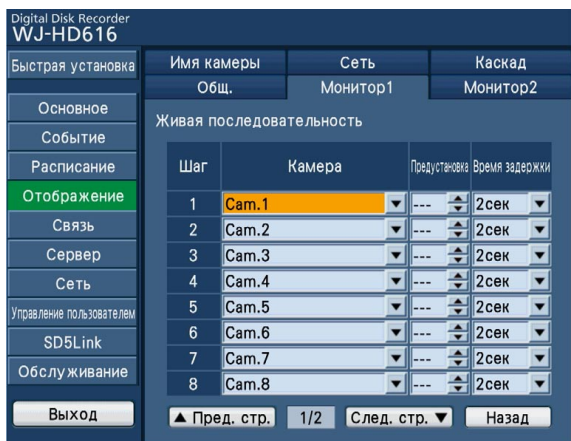 Digital Disk Recorder
WJ-HD616
Быстрая установка
Основное
Событие
Расписание
Отображение
Связь
Сервер
Сеть
Управление пользователем
SD5Link
Обслуживание
Выход
Имя камеры Сеть Каскад
Общ. Монитор1 Монитор2
Живая последовательность
Шаг Камера Предустановка Время задержки
1 Cam.1 --- 2сек
2 Cam.2 --- 2сек
3 Cam.3 --- 2сек
4 Cam.4 --- 2сек
5 Cam.5 --- 2сек
6 Cam.6 --- 2сек
7 Cam.7 --- 2сек
8 Cam.8 --- 2сек
▲ Пред. стр. 1/2 След. стр. ▼ Назад